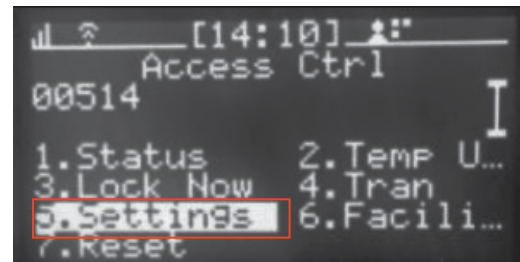 [14:10]
Access Ctrl
00514
1.Status 2.Temp U...
3.Lock Now 4.Tran
5.Settings 6.Facili...
7.Reset